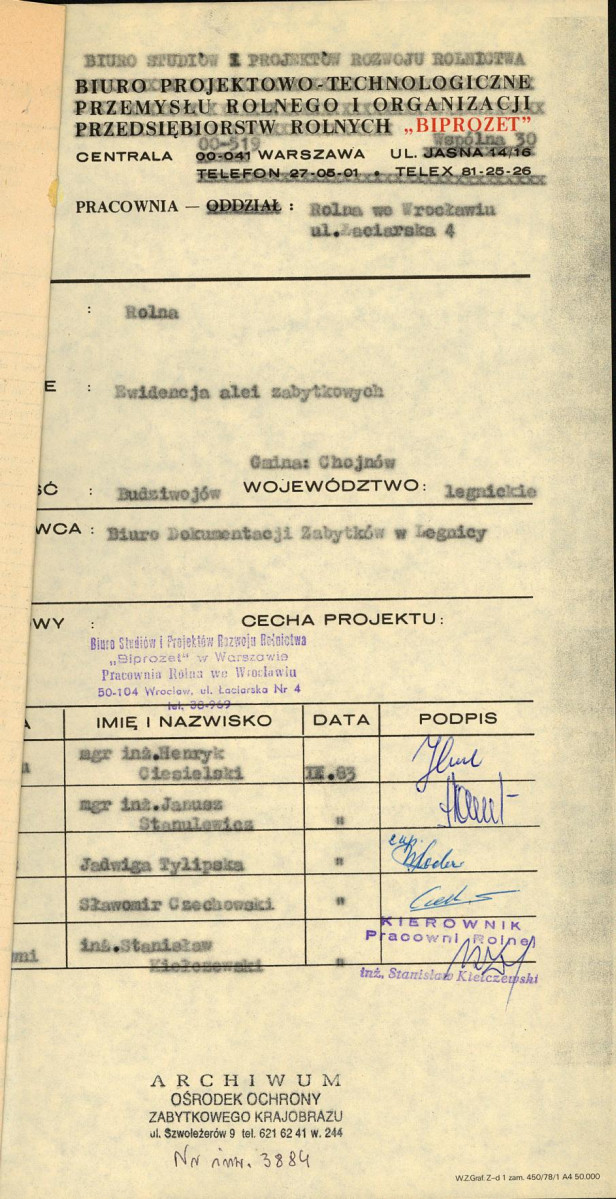 BIURO STUDIÓW I PROJEKTÓW ROZWOJU ROLNICTWA
BIURO PROJEKTOWO-TECHNOLOGICZNE
PRZEMYSŁU ROLNEGO I ORGANIZACJI
PRZEDSIĘBIORSTW ROLNYCH „BIPROZET”
00-519 Wspólna 30
CENTRALA 00-041 WARSZAWA UL. JASNA 14/16
TELEFON 27-05-01 • TELEX 81-25-26
PRACOWNIA — ODDZIAŁ : Rolna we Wrocławiu
ul.Łaciarska 4
: Rolna
E : Ewidencja alei zabytkowych
Gmina: Chojnów
ŚĆ : Budziwojów WOJEWÓDZTWO: legnickie
WCA : Biuro Dokumentacji Zabytków w Legnicy
WY : CECHA PROJEKTU:
Biuro Studiów i Projektów Rozwoju Rolnictwa
„Biprozet” w Warszawie
Pracownia Rolna we Wrocławiu
50-104 Wrocław, ul. Łaciarska Nr 4
tel. 38-969
IMIĘ I NAZWISKO DATA PODPIS
mgr inż.Henryk
Ciesielski IX.83
mgr inż.Janusz
Stanulewicz "
Jadwiga Tylipska "
Sławomir Czechowski "
KIEROWNIK
Pracowni Rolnej
inż.Stanisław
wni Kiełczewski "
inż. Stanisław Kiełczewski
ARCHIWUM
OŚRODEK OCHRONY
ZABYTKOWEGO KRAJOBRAZU
ul. Szwoleżerów 9 tel. 621 62 41 w. 244
Nr inw. 3884
W.Z.Graf. Z-d 1 zam. 450/78/1 A4 50.000